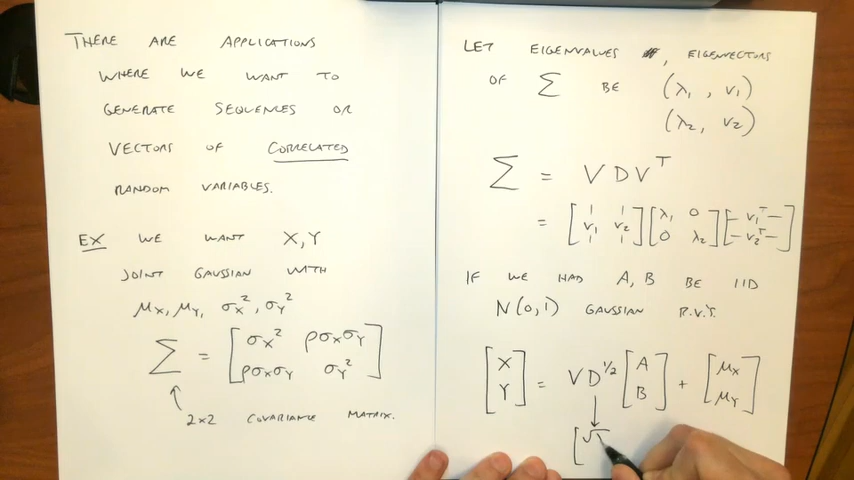 THERE ARE APPLICATIONS
WHERE WE WANT TO
GENERATE SEQUENCES OR
VECTORS OF CORRELATED
RANDOM VARIABLES.
EX WE WANT X,Y
JOINT GAUSSIAN WITH
μX, μY, σX², σY²
Σ = [σX² ρσXσY
ρσXσY σY²]
2x2 COVARIANCE MATRIX.
LET EIGENVALUES , EIGENVECTORS
OF Σ BE (λ₁, v₁)
(λ₂, v₂)
Σ = VDVᵀ
= [v₁ v₂][λ₁ 0
0 λ₂][—v₁ᵀ—
—v₂ᵀ—]
IF WE HAD A, B BE IID
N(0,1) GAUSSIAN R.V.'S.
[X
Y] = VD^1/2 [A
B] + [μX
μY]
[√